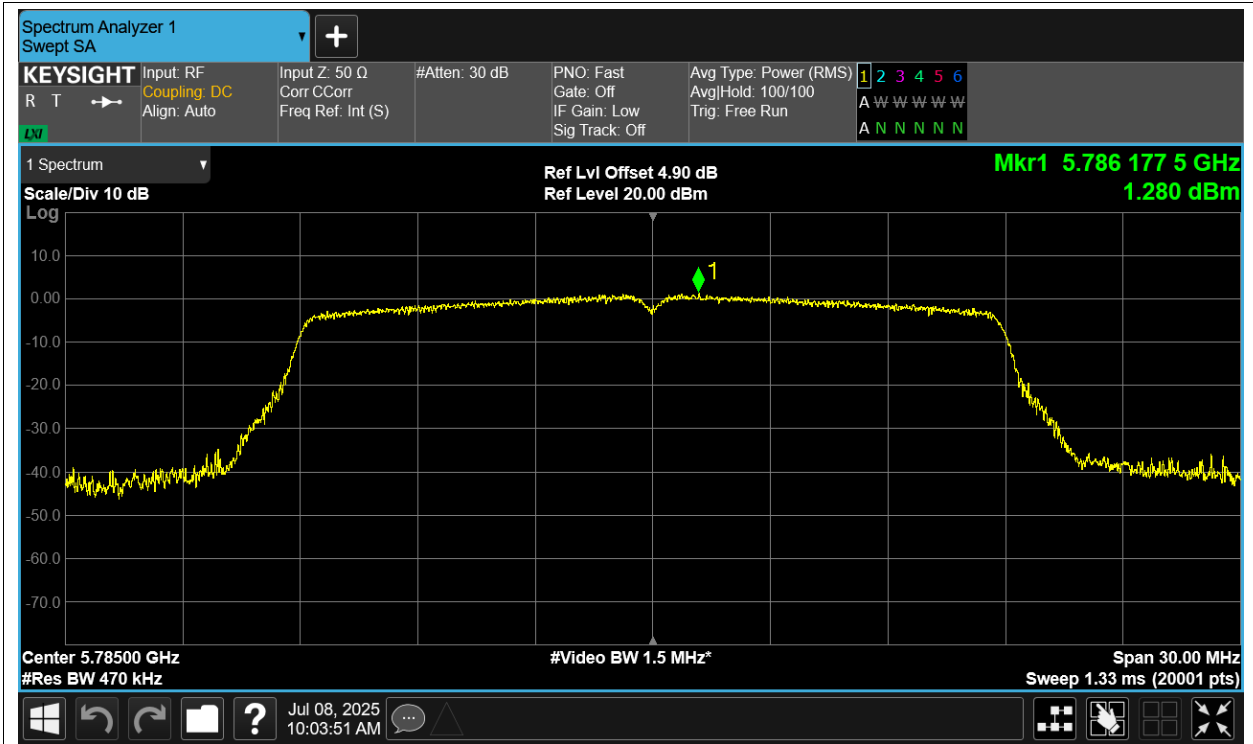 Spectrum Analyzer 1
Swept SA
+
KEYSIGHT
R T
LXI
Input: RF
Coupling: DC
Align: Auto
Input Z: 50 Ω
Corr CCorr
Freq Ref: Int (S)
#Atten: 30 dB
PNO: Fast
Gate: Off
IF Gain: Low
Sig Track: Off
Avg Type: Power (RMS)
Avg|Hold: 100/100
Trig: Free Run
1 2 3 4 5 6
A W W W W W
A N N N N N
1 Spectrum
Scale/Div 10 dB
Log
Ref Lvl Offset 4.90 dB
Ref Level 20.00 dBm
Mkr1 5.786 177 5 GHz
1.280 dBm
1
10.0
0.00
-10.0
-20.0
-30.0
-40.0
-50.0
-60.0
-70.0
Center 5.78500 GHz
#Res BW 470 kHz
#Video BW 1.5 MHz*
Span 30.00 MHz
Sweep 1.33 ms (20001 pts)
?
Jul 08, 2025
10:03:51 AM